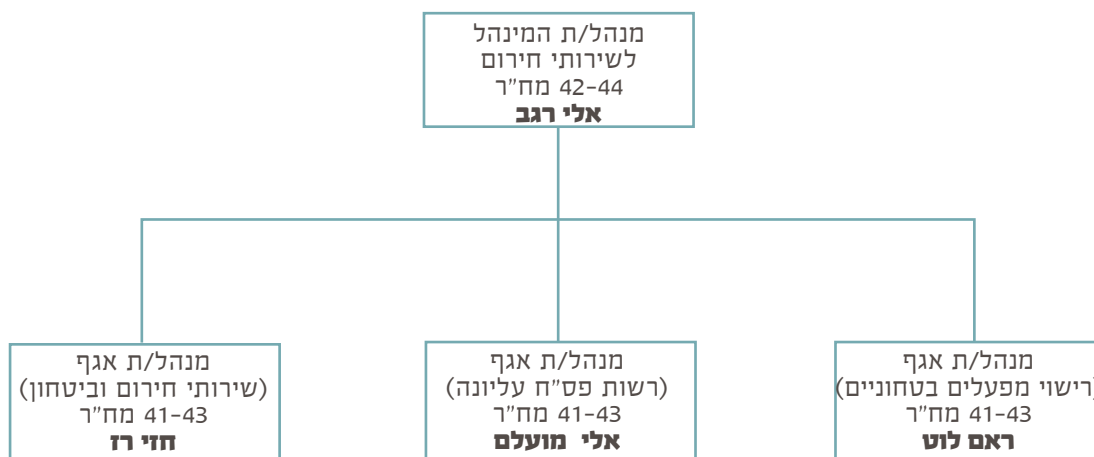 מנהל/ת המינהל
לשירותי חירום
42-44 מח"ר
אלי רגב
מנהל/ת אגף
(רישוי מפעלים בטחוניים)
41-43 מח"ר
ראם לוט
מנהל/ת אגף
(רשות פס"ח עליונה)
41-43 מח"ר
אלי מועלם
מנהל/ת אגף
(שירותי חירום וביטחון)
41-43 מח"ר
חזי רז